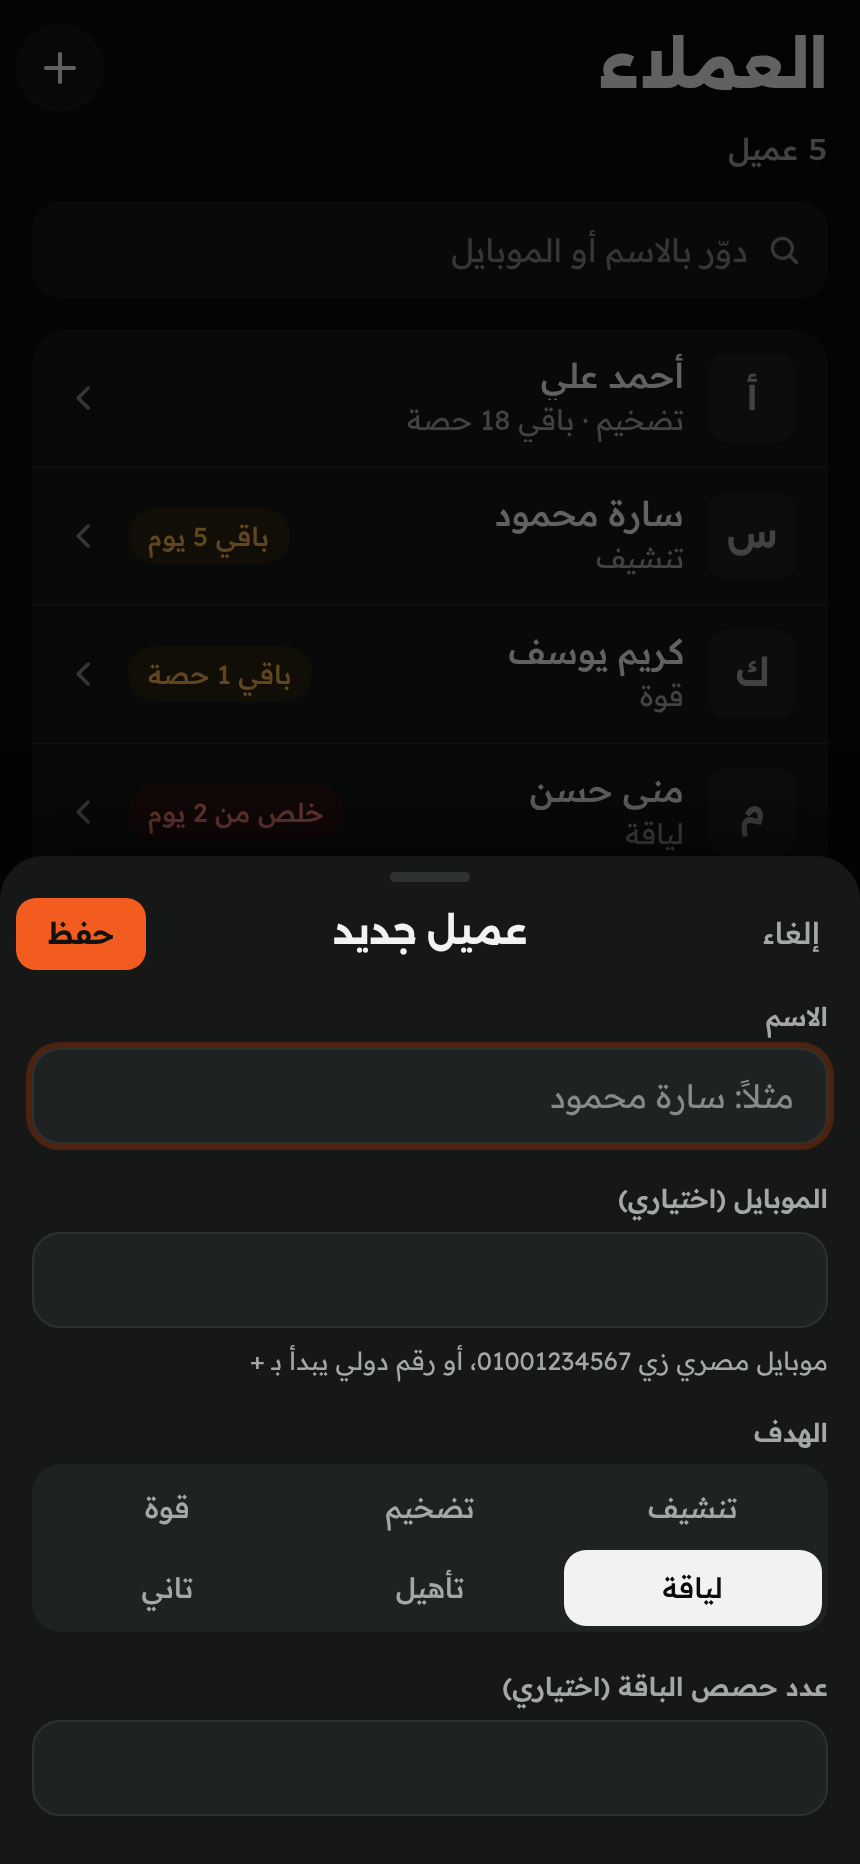 العملاء
5 عميل
دوّر بالاسم أو الموبايل
أ
أحمد علي
تضخيم · باقي 18 حصة
س
سارة محمود
باقي 5 يوم
تنشيف
ك
كريم يوسف
باقي 1 حصة
قوة
م
منى حسن
خلص من 2 يوم
لياقة
إلغاء
عميل جديد
حفظ
الاسم
مثلاً: سارة محمود
الموبايل (اختياري)
موبايل مصري زي 01001234567، أو رقم دولي يبدأ بـ +
الهدف
تنشيف تضخيم قوة
لياقة تأهيل تاني
عدد حصص الباقة (اختياري)